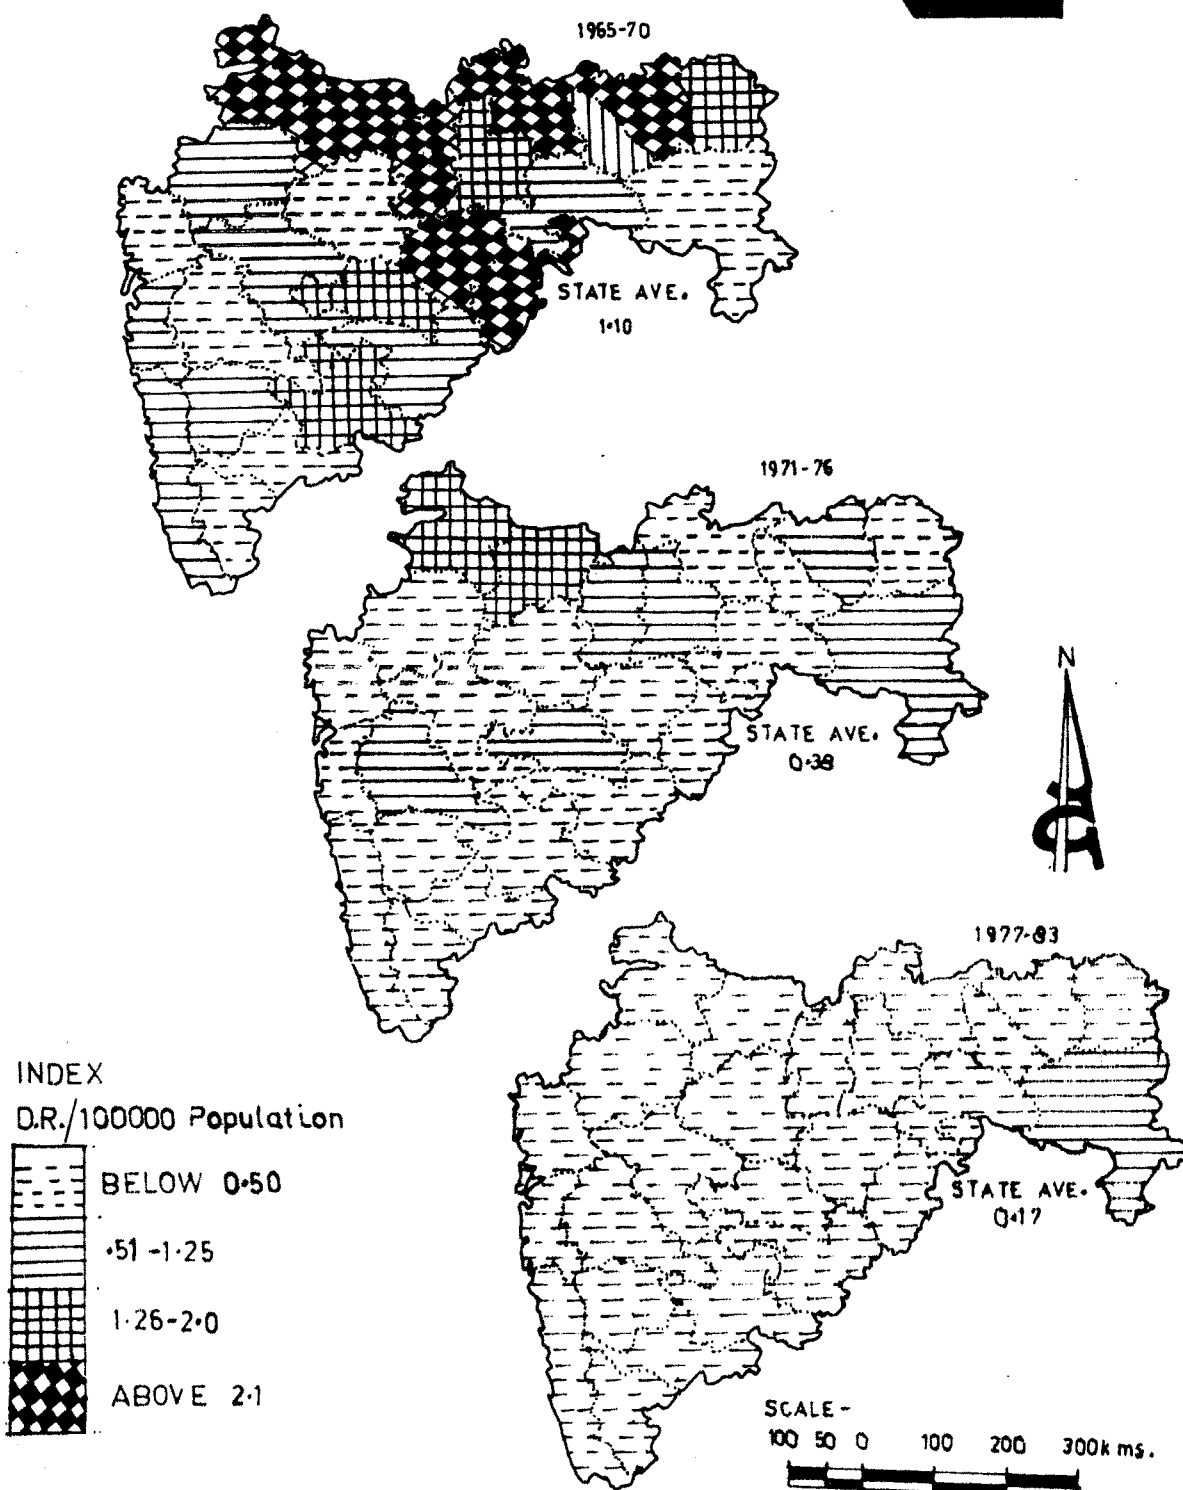 1965-70
STATE AVE.
1·10
1971-76
STATE AVE.
0·38
N
1977-83
STATE AVE.
0·17
INDEX
D.R./100000 Population
BELOW 0·50
·51-1·25
1·26-2·0
ABOVE 2·1
SCALE-
100 50 0 100 200 300kms.